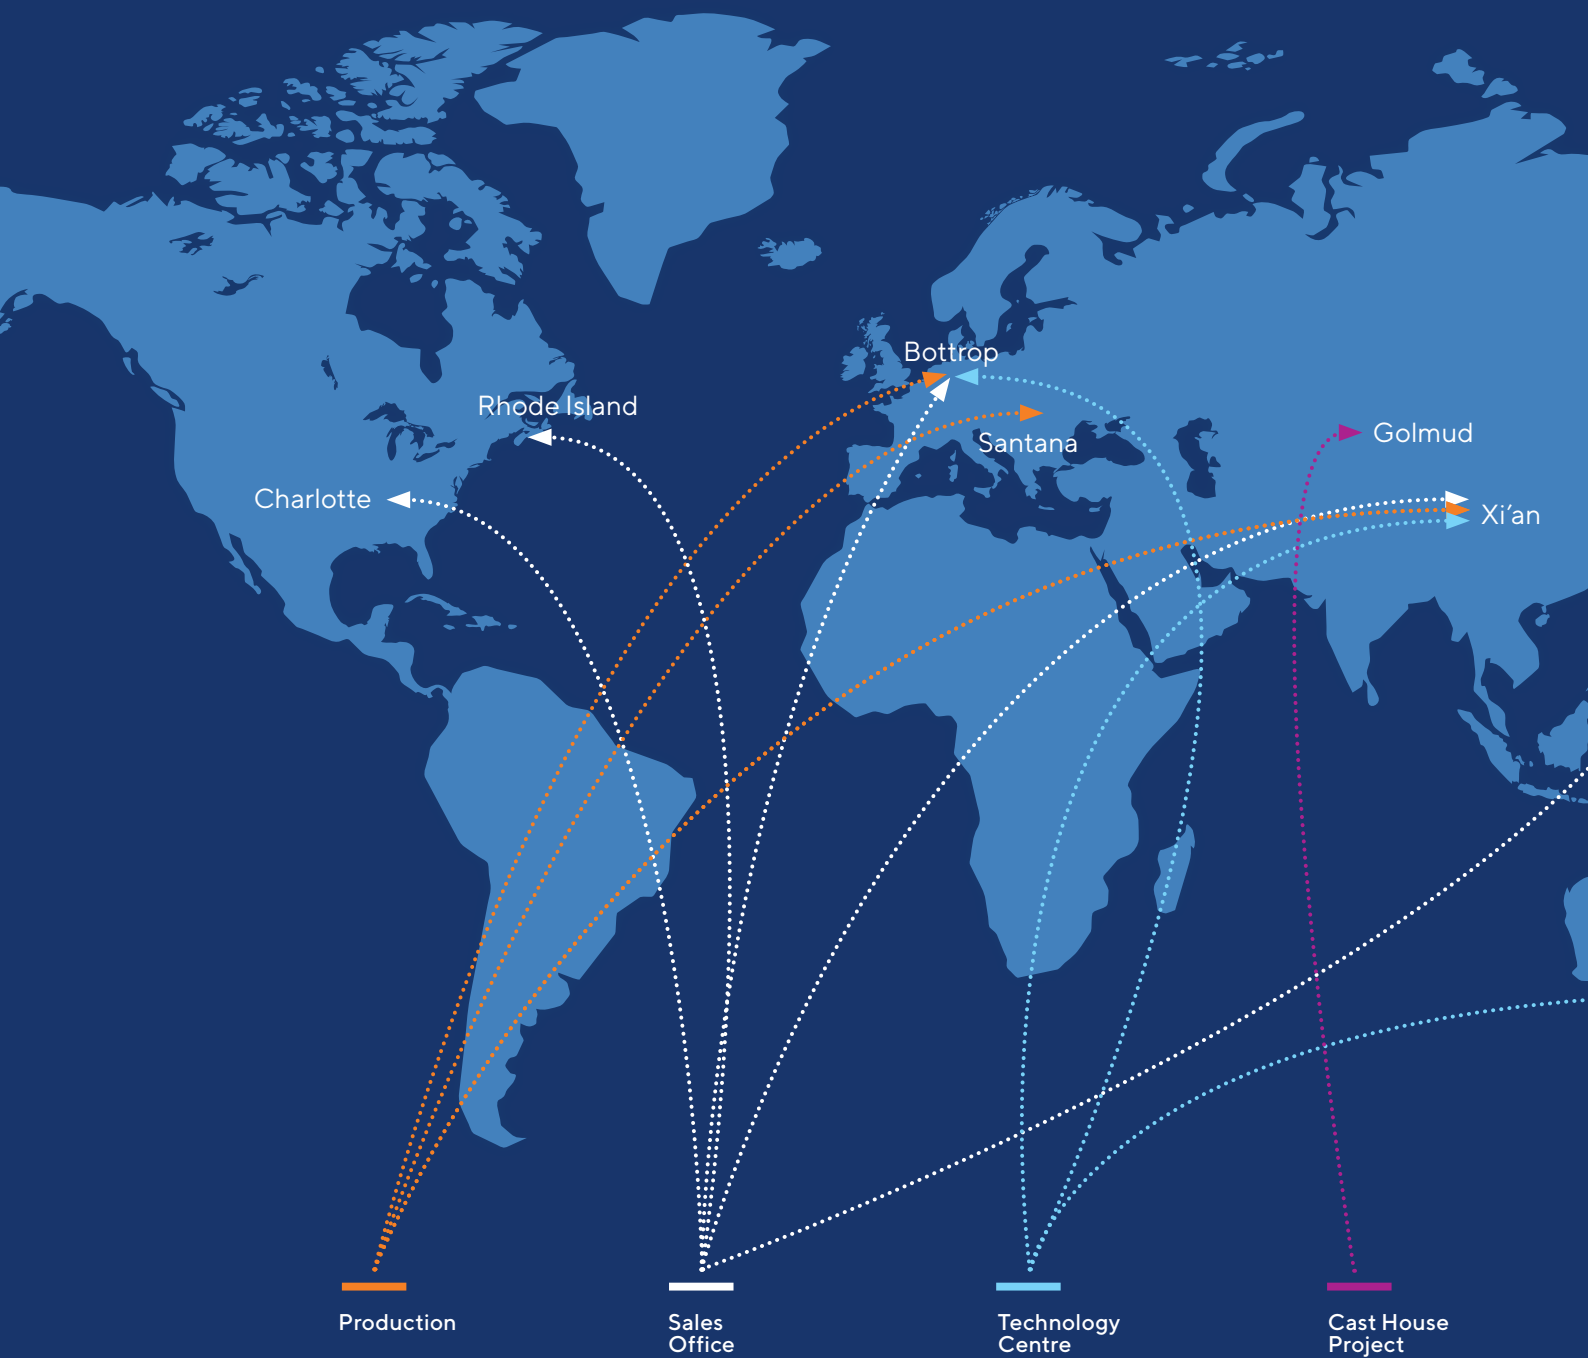 Bottrop
Rhode Island
Santana
Golmud
Charlotte
Xi’an
Production
Sales
Office
Technology
Centre
Cast House
Project